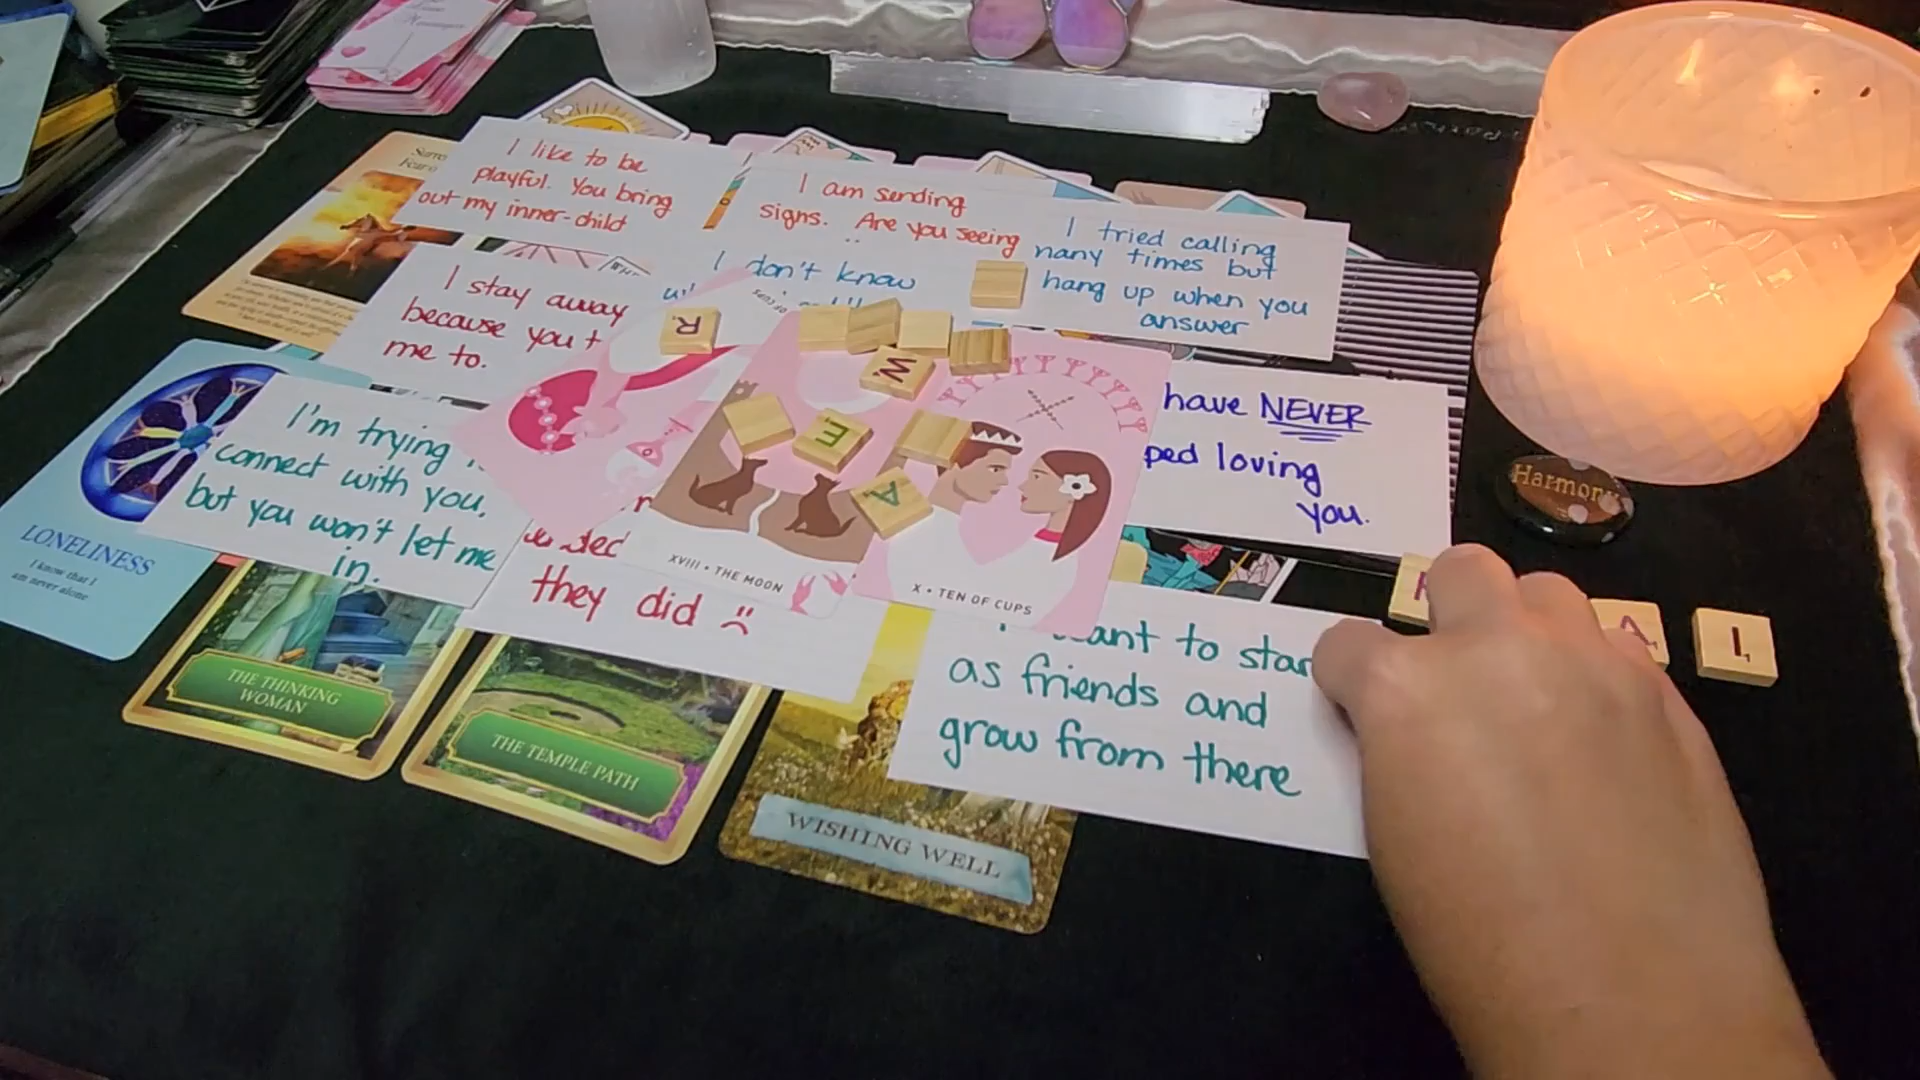 I like to be
playful. You bring
out my inner-child
I am sending
signs. Are you seeing
I tried calling
many times but
hang up when you
answer
I stay away
because you t
me to.
I don't know
R
W
E
A
have NEVER
ped loving
you.
Harmony
I'm trying
connect with you,
but you won't let me
in.
LONELINESS
I know that I
am never alone
they did
XVIII • THE MOON
X • TEN OF CUPS
ant to star
as friends and
grow from there
A
I
THE THINKING
WOMAN
THE TEMPLE PATH
WISHING WELL